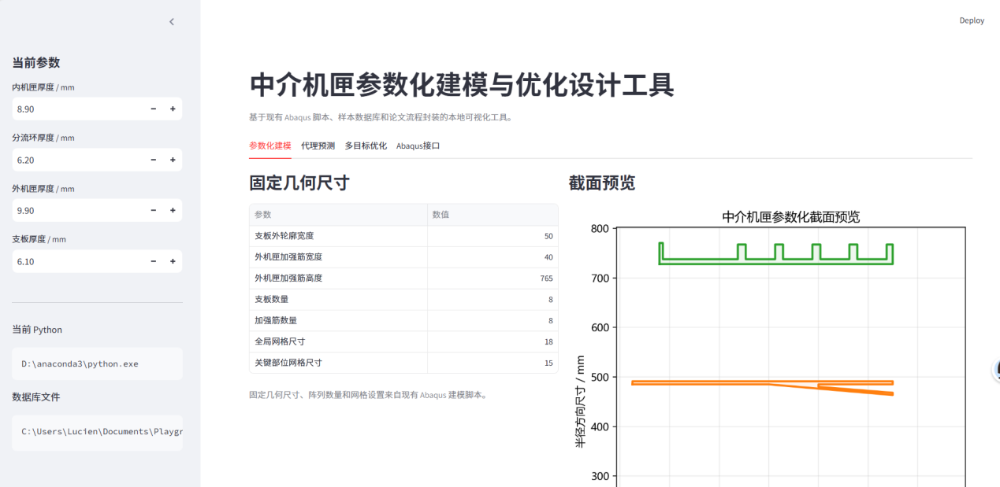 当前参数
内机匣厚度 / mm
8.90
分流环厚度 / mm
6.20
外机匣厚度 / mm
9.90
支板厚度 / mm
6.10
当前 Python
D:\anaconda3\python.exe
数据库文件
C:\Users\Lucien\Documents\Playgr
Deploy
中介机匣参数化建模与优化设计工具
基于现有 Abaqus 脚本、样本数据库和论文流程封装的本地可视化工具。
参数化建模 代理预测 多目标优化 Abaqus接口
固定几何尺寸
参数 数值
支板外轮廓宽度 50
外机匣加强筋宽度 40
外机匣加强筋高度 765
支板数量 8
加强筋数量 8
全局网格尺寸 18
关键部位网格尺寸 15
固定几何尺寸、阵列数量和网格设置来自现有 Abaqus 建模脚本。
截面预览
中介机匣参数化截面预览
800
700
600
500
400
300
半径方向尺寸 / mm